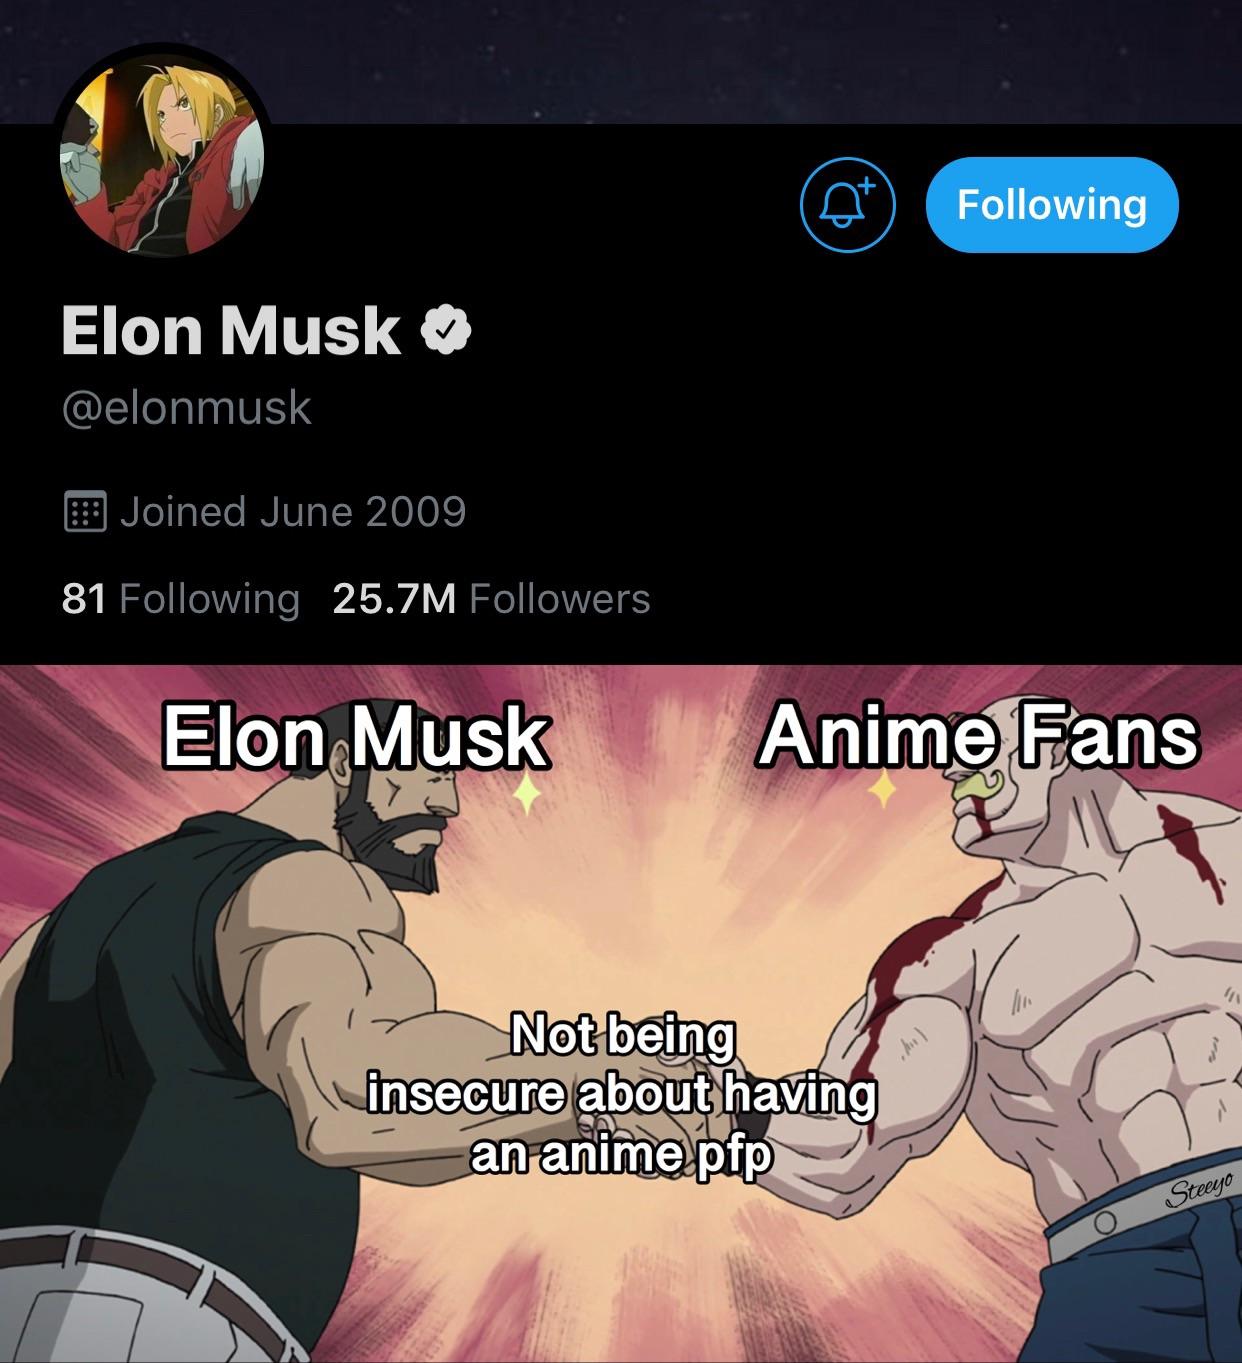 Following
Elon Musk
@elonmusk
Joined June 2009
81 Following 25.7M Followers
Elon Musk
Anime Fans
Not being
insecure about having
an anime pfp
Steeyo